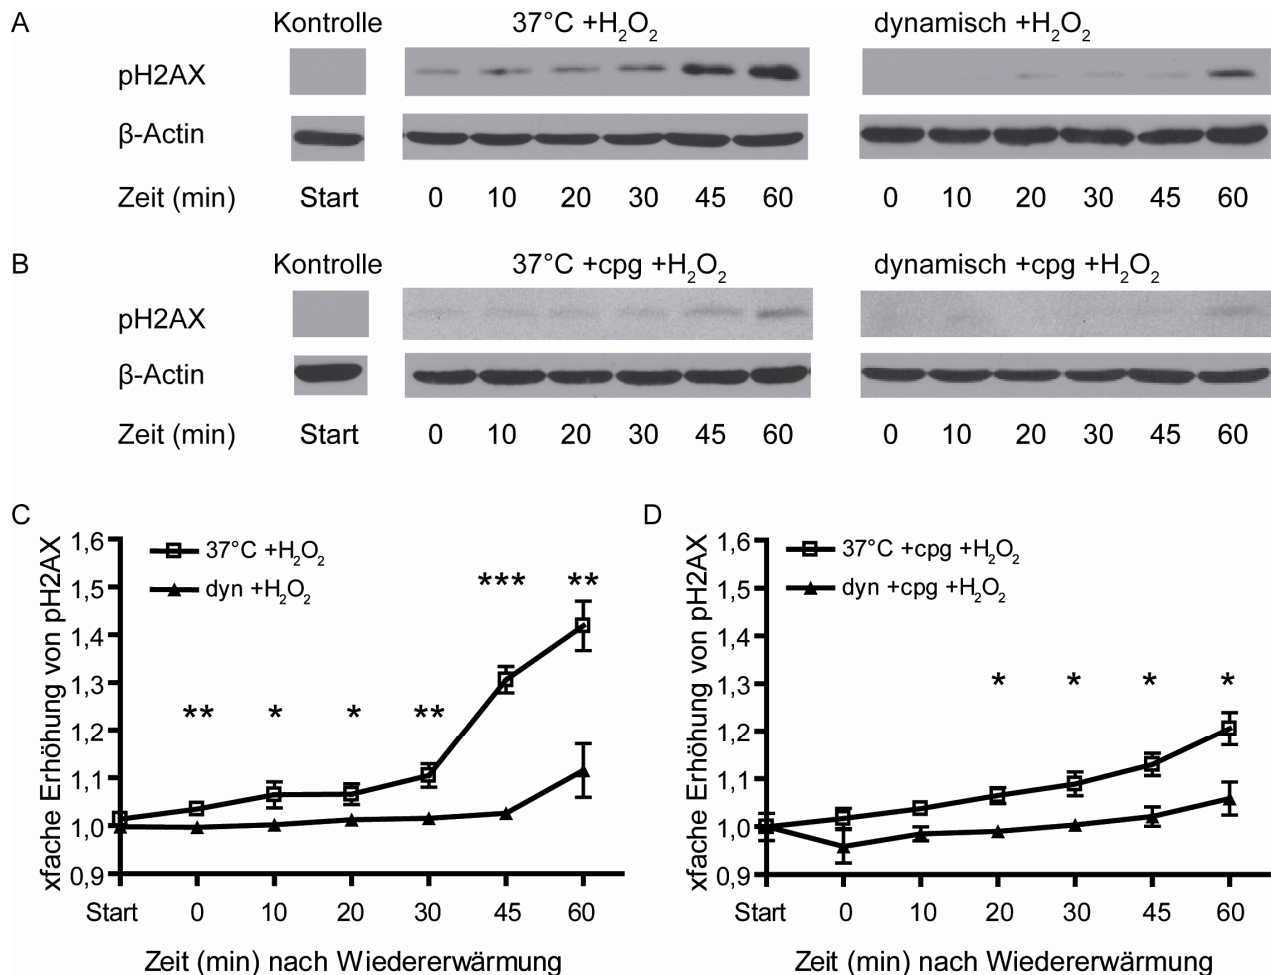 A Kontrolle 37°C +H₂O₂ dynamisch +H₂O₂
pH2AX
β-Actin
Zeit (min) Start 0 10 20 30 45 60 0 10 20 30 45 60
B Kontrolle 37°C +cpg +H₂O₂ dynamisch +cpg +H₂O₂
pH2AX
β-Actin
Zeit (min) Start 0 10 20 30 45 60 0 10 20 30 45 60
C
xfache Erhöhung von pH2AX
1,6
1,5
1,4
1,3
1,2
1,1
1,0
0,9
37°C +H₂O₂
dyn +H₂O₂
*** **
** * * **
Start 0 10 20 30 45 60
Zeit (min) nach Wiedererwärmung
D
xfache Erhöhung von pH2AX
1,6
1,5
1,4
1,3
1,2
1,1
1,0
0,9
37°C +cpg +H₂O₂
dyn +cpg +H₂O₂
* * * *
Start 0 10 20 30 45 60
Zeit (min) nach Wiedererwärmung